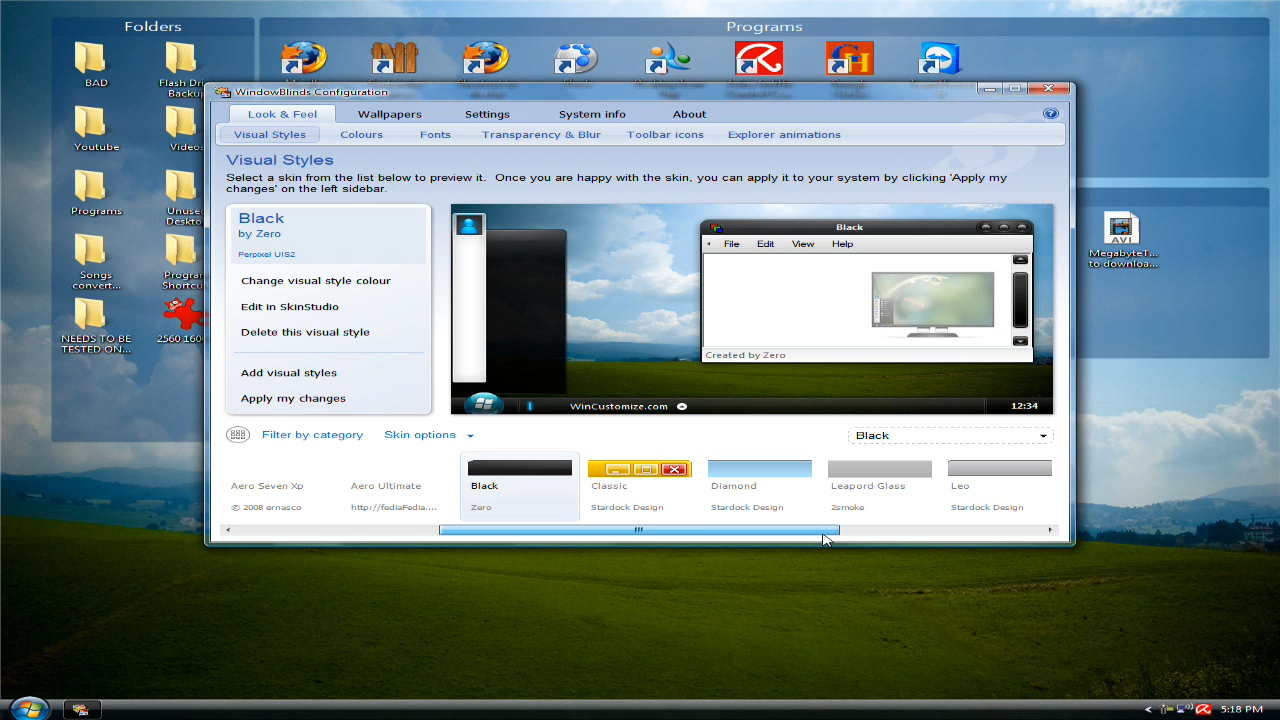 Folders
Programs
BAD
Flash Dri
Backu
Youtube
Videos
Programs
Unused
Deskto
Songs
convert...
Program
Shortcu
NEEDS TO BE
TESTED ON...
2560 160
MegabyteT...
to downloa...
AVI
WindowBlinds Configuration
Look & Feel
Wallpapers
Settings
System info
About
Visual Styles
Colours
Fonts
Transparency & Blur
Toolbar icons
Explorer animations
Visual Styles
Select a skin from the list below to preview it. Once you are happy with the skin, you can apply it to your system by clicking 'Apply my
changes' on the left sidebar.
Black
by Zero
Perpixel UIS2
Change visual style colour
Edit in SkinStudio
Delete this visual style
Add visual styles
Apply my changes
Black
File Edit View Help
Created by Zero
WinCustomize.com
12:34
Filter by category
Skin options
Black
Aero Seven Xp
Aero Ultimate
Black
Classic
Diamond
Leapord Glass
Leo
© 2008 ernasco
http://fediaFedia....
Zero
Stardock Design
Stardock Design
2smoke
Stardock Design
5:18 PM